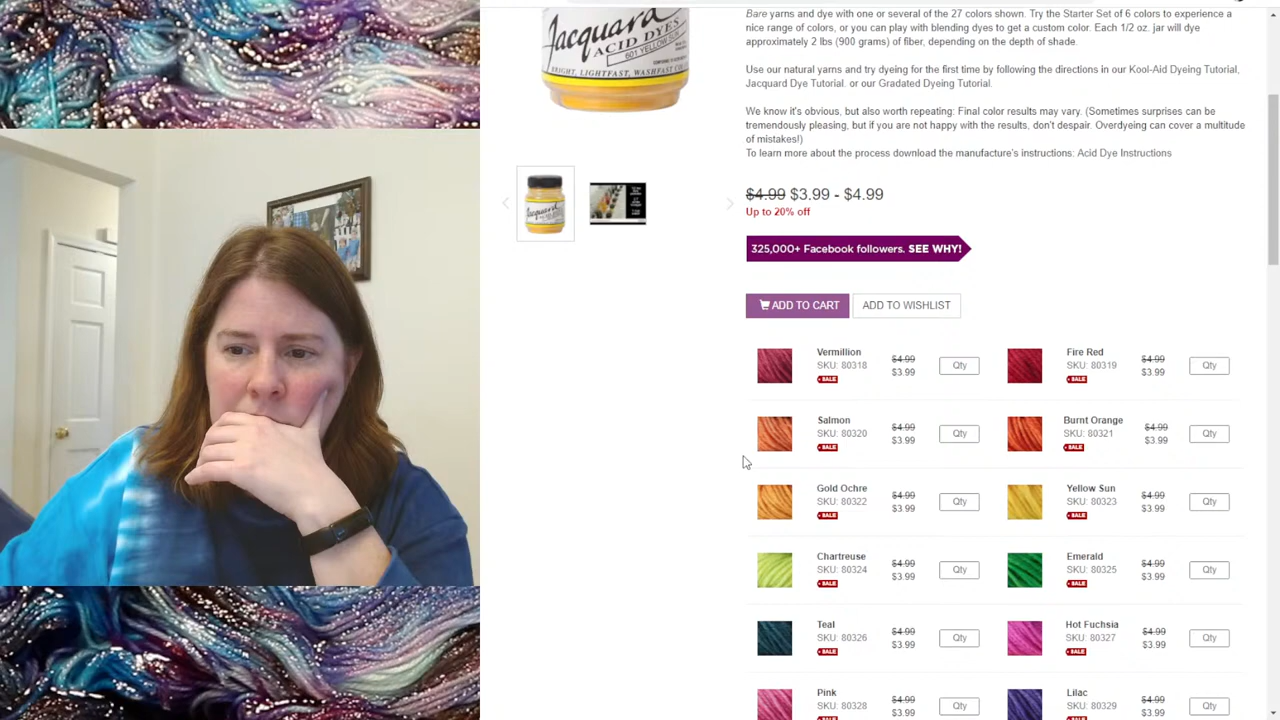 Jacquard
ACID DYES
601 YELLOW SUN
BRIGHT, LIGHTFAST, WASHFAST COLOR
Bare yarns and dye with one or several of the 27 colors shown. Try the Starter Set of 6 colors to experience a
nice range of color, or you can play with blending dyes to get a custom color. Each 1/2 oz. jar will dye
approximately 2 lbs (900 grams) of fiber, depending on the depth of shade.
Use our natural yarns and try dyeing for the first time by following the directions in our Kool-Aid Dyeing Tutorial,
Jacquard Dye Tutorial. or our Gradated Dyeing Tutorial.
We know it's obvious, but also worth repeating: Final color results may vary. (Sometimes surprises can be
tremendously pleasing, but if you are not happy with the results, don't despair. Overdyeing can cover a multitude
of mistakes!)
To learn more about the process download the manufacture's instructions: Acid Dye Instructions
$4.99 $3.99 - $4.99
Up to 20% off
325,000+ Facebook followers. SEE WHY!
ADD TO CART ADD TO WISHLIST
Vermillion
SKU: 80318
SALE
$4.99
$3.99
Qty
Fire Red
SKU: 80319
SALE
$4.99
$3.99
Qty
Salmon
SKU: 80320
SALE
$4.99
$3.99
Qty
Burnt Orange
SKU: 80321
SALE
$4.99
$3.99
Qty
Gold Ochre
SKU: 80322
SALE
$4.99
$3.99
Qty
Yellow Sun
SKU: 80323
SALE
$4.99
$3.99
Qty
Chartreuse
SKU: 80324
SALE
$4.99
$3.99
Qty
Emerald
SKU: 80325
SALE
$4.99
$3.99
Qty
Teal
SKU: 80326
SALE
$4.99
$3.99
Qty
Hot Fuchsia
SKU: 80327
SALE
$4.99
$3.99
Qty
Pink
SKU: 80328
SALE
$4.99
$3.99
Qty
Lilac
SKU: 80329
SALE
$4.99
$3.99
Qty